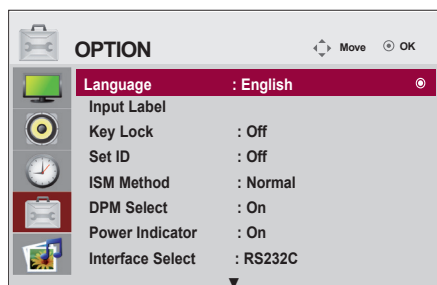 OPTION Move OK
Language : English
Input Label
Key Lock : Off
Set ID : Off
ISM Method : Normal
DPM Select : On
Power Indicator : On
Interface Select : RS232C